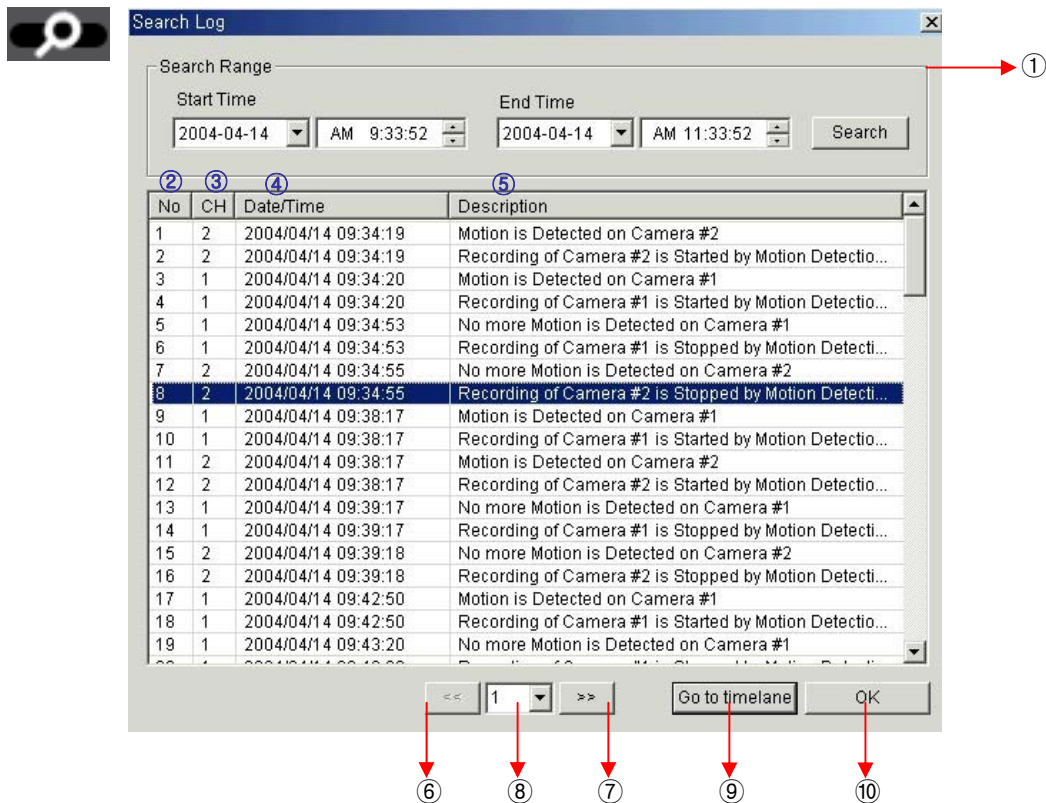 Search Log
①
Search Range
Start Time End Time
2004-04-14 AM 9:33:52 2004-04-14 AM 11:33:52 Search
② ③ ④ ⑤
No CH Date/Time Description
1 2 2004/04/14 09:34:19 Motion is Detected on Camera #2
2 2 2004/04/14 09:34:19 Recording of Camera #2 is Started by Motion Detectio...
3 1 2004/04/14 09:34:20 Motion is Detected on Camera #1
4 1 2004/04/14 09:34:20 Recording of Camera #1 is Started by Motion Detectio...
5 1 2004/04/14 09:34:53 No more Motion is Detected on Camera #1
6 1 2004/04/14 09:34:53 Recording of Camera #1 is Stopped by Motion Detecti...
7 2 2004/04/14 09:34:55 No more Motion is Detected on Camera #2
8 2 2004/04/14 09:34:55 Recording of Camera #2 is Stopped by Motion Detecti...
9 1 2004/04/14 09:38:17 Motion is Detected on Camera #1
10 1 2004/04/14 09:38:17 Recording of Camera #1 is Started by Motion Detectio...
11 2 2004/04/14 09:38:17 Motion is Detected on Camera #2
12 2 2004/04/14 09:38:17 Recording of Camera #2 is Started by Motion Detectio...
13 1 2004/04/14 09:39:17 No more Motion is Detected on Camera #1
14 1 2004/04/14 09:39:17 Recording of Camera #1 is Stopped by Motion Detecti...
15 2 2004/04/14 09:39:18 No more Motion is Detected on Camera #2
16 2 2004/04/14 09:39:18 Recording of Camera #2 is Stopped by Motion Detecti...
17 1 2004/04/14 09:42:50 Motion is Detected on Camera #1
18 1 2004/04/14 09:42:50 Recording of Camera #1 is Started by Motion Detectio...
19 1 2004/04/14 09:43:20 No more Motion is Detected on Camera #1
<< 1 >> Go to timelane OK
⑥ ⑧ ⑦ ⑨ ⑩